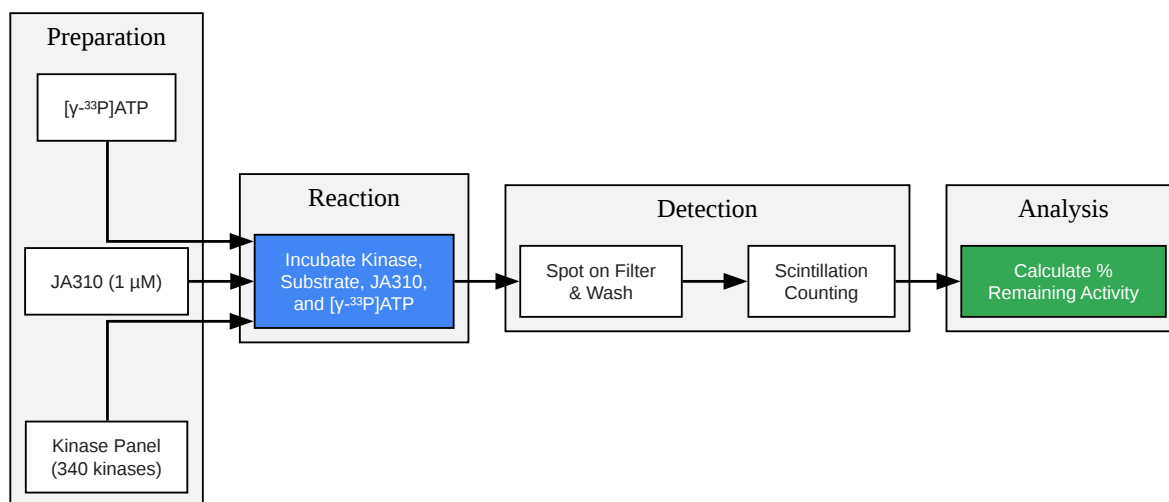 Preparation
[γ-³³P]ATP
JA310 (1 µM)
Kinase Panel
(340 kinases)
Reaction
Incubate Kinase,
Substrate, JA310,
and [γ-³³P]ATP
Detection
Spot on Filter
& Wash
Scintillation
Counting
Analysis
Calculate %
Remaining Activity